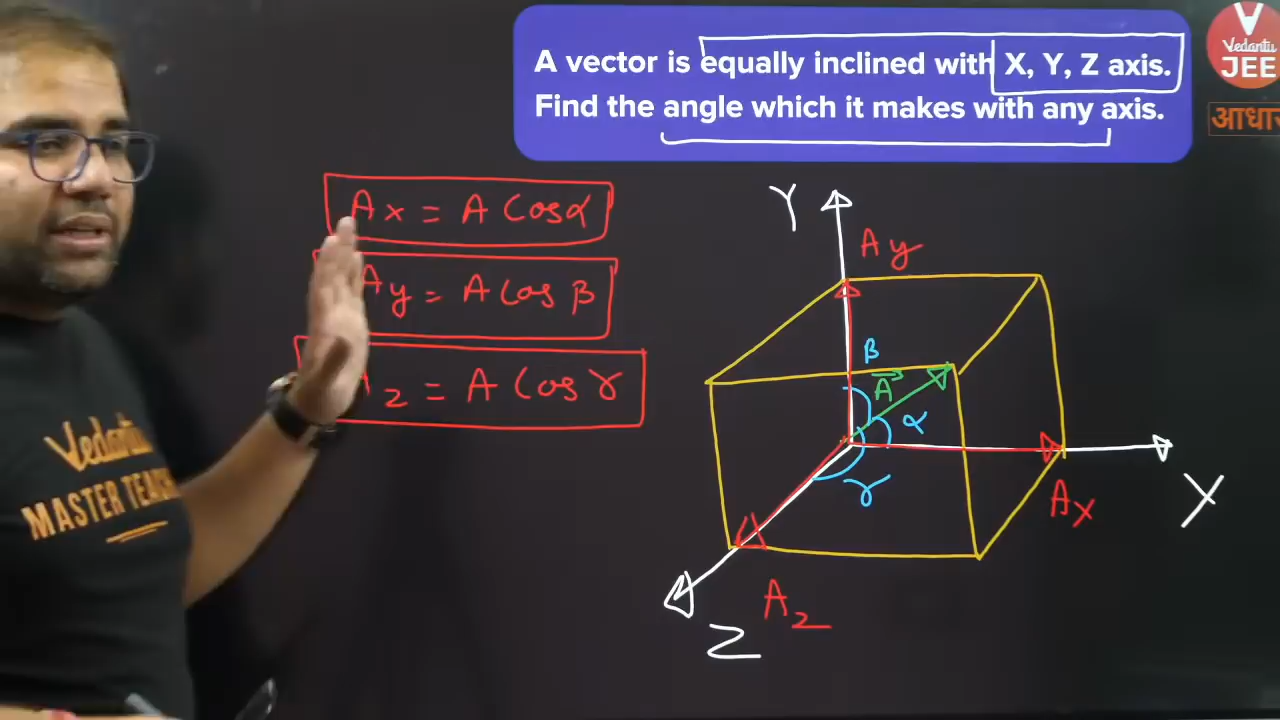 A vector is equally inclined with X, Y, Z axis.
Find the angle which it makes with any axis.
Vedantu
JEE
Ax = A Cosα
Ay = A Cos β
z = A Cos γ
Y
Ay
β
A
α
γ
X
Ax
Az
Z
Vedantu
MASTER TEACHER